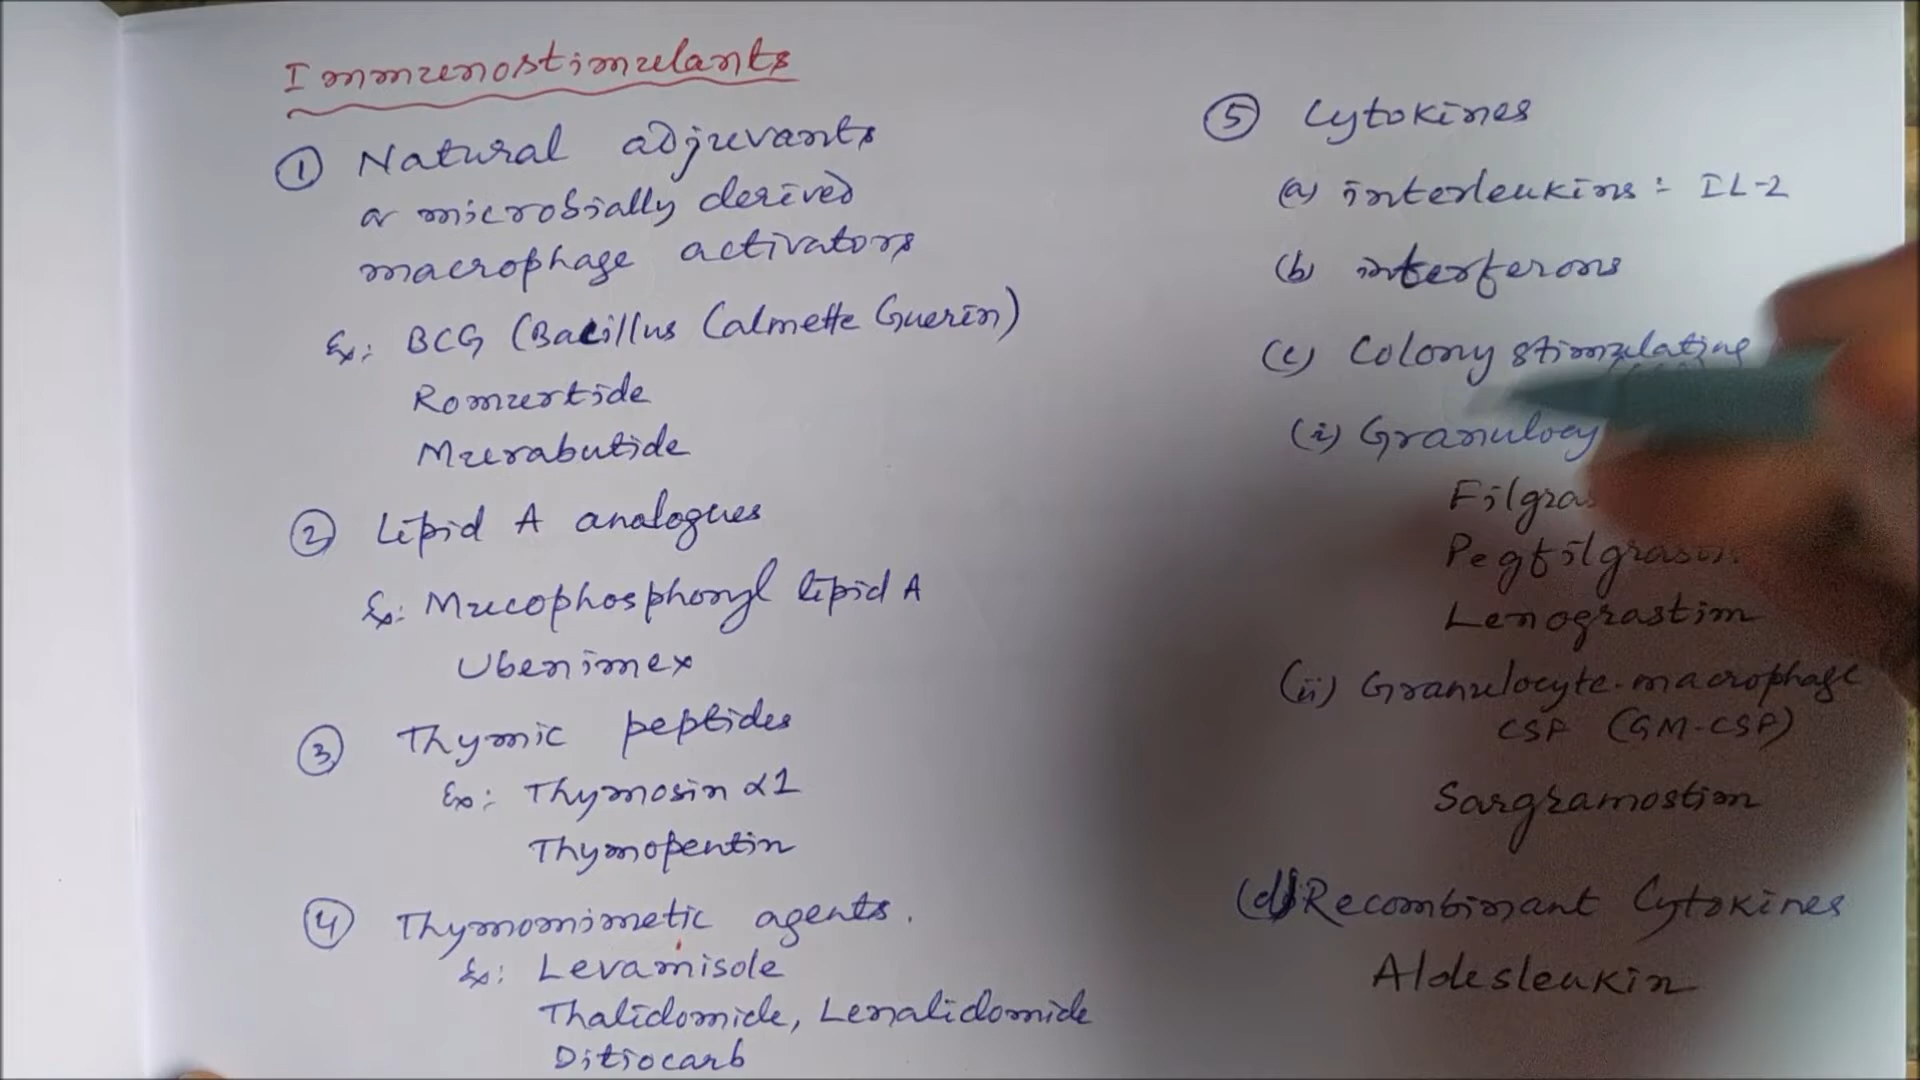 Immunostimulants
① Natural adjuvants
or microbially derived
macrophage activators
Ex: BCG (Bacillus Calmette Guerin)
Romurtide
Murabutide
② Lipid A analogues
Ex: Mucophosphoryl lipid A
Ubenimex
③ Thymic peptides
Ex: Thymosin α1
Thymopentin
④ Thymomimetic agents.
Ex: Levamisole
Thalidomide, Lenalidomide
Ditiocarb
⑤ Cytokines
(a) interleukins: IL-2
(b) interferons
(c) Colony stimulating
(i) Granulocy
Filgras
Pegfilgrasti
Lenograstim
(ii) Granulocyte-macrophage
CSF (GM-CSF)
Sargramostim
(d) Recombinant Cytokines
Aldesleukin